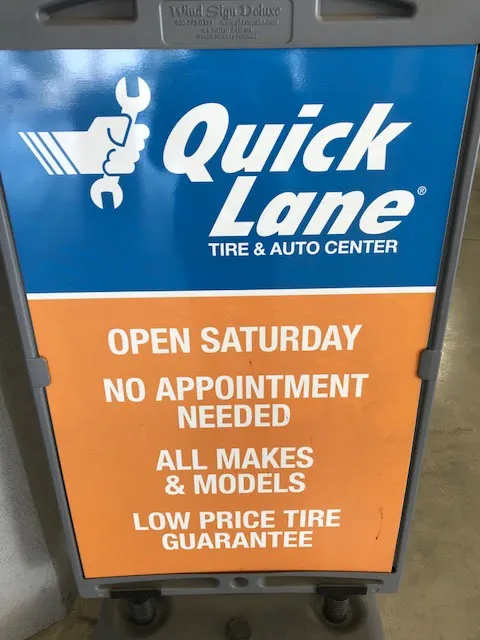 Wind Sign Deluxe
Quick
Lane®
TIRE & AUTO CENTER
OPEN SATURDAY
NO APPOINTMENT
NEEDED
ALL MAKES
& MODELS
LOW PRICE TIRE
GUARANTEE